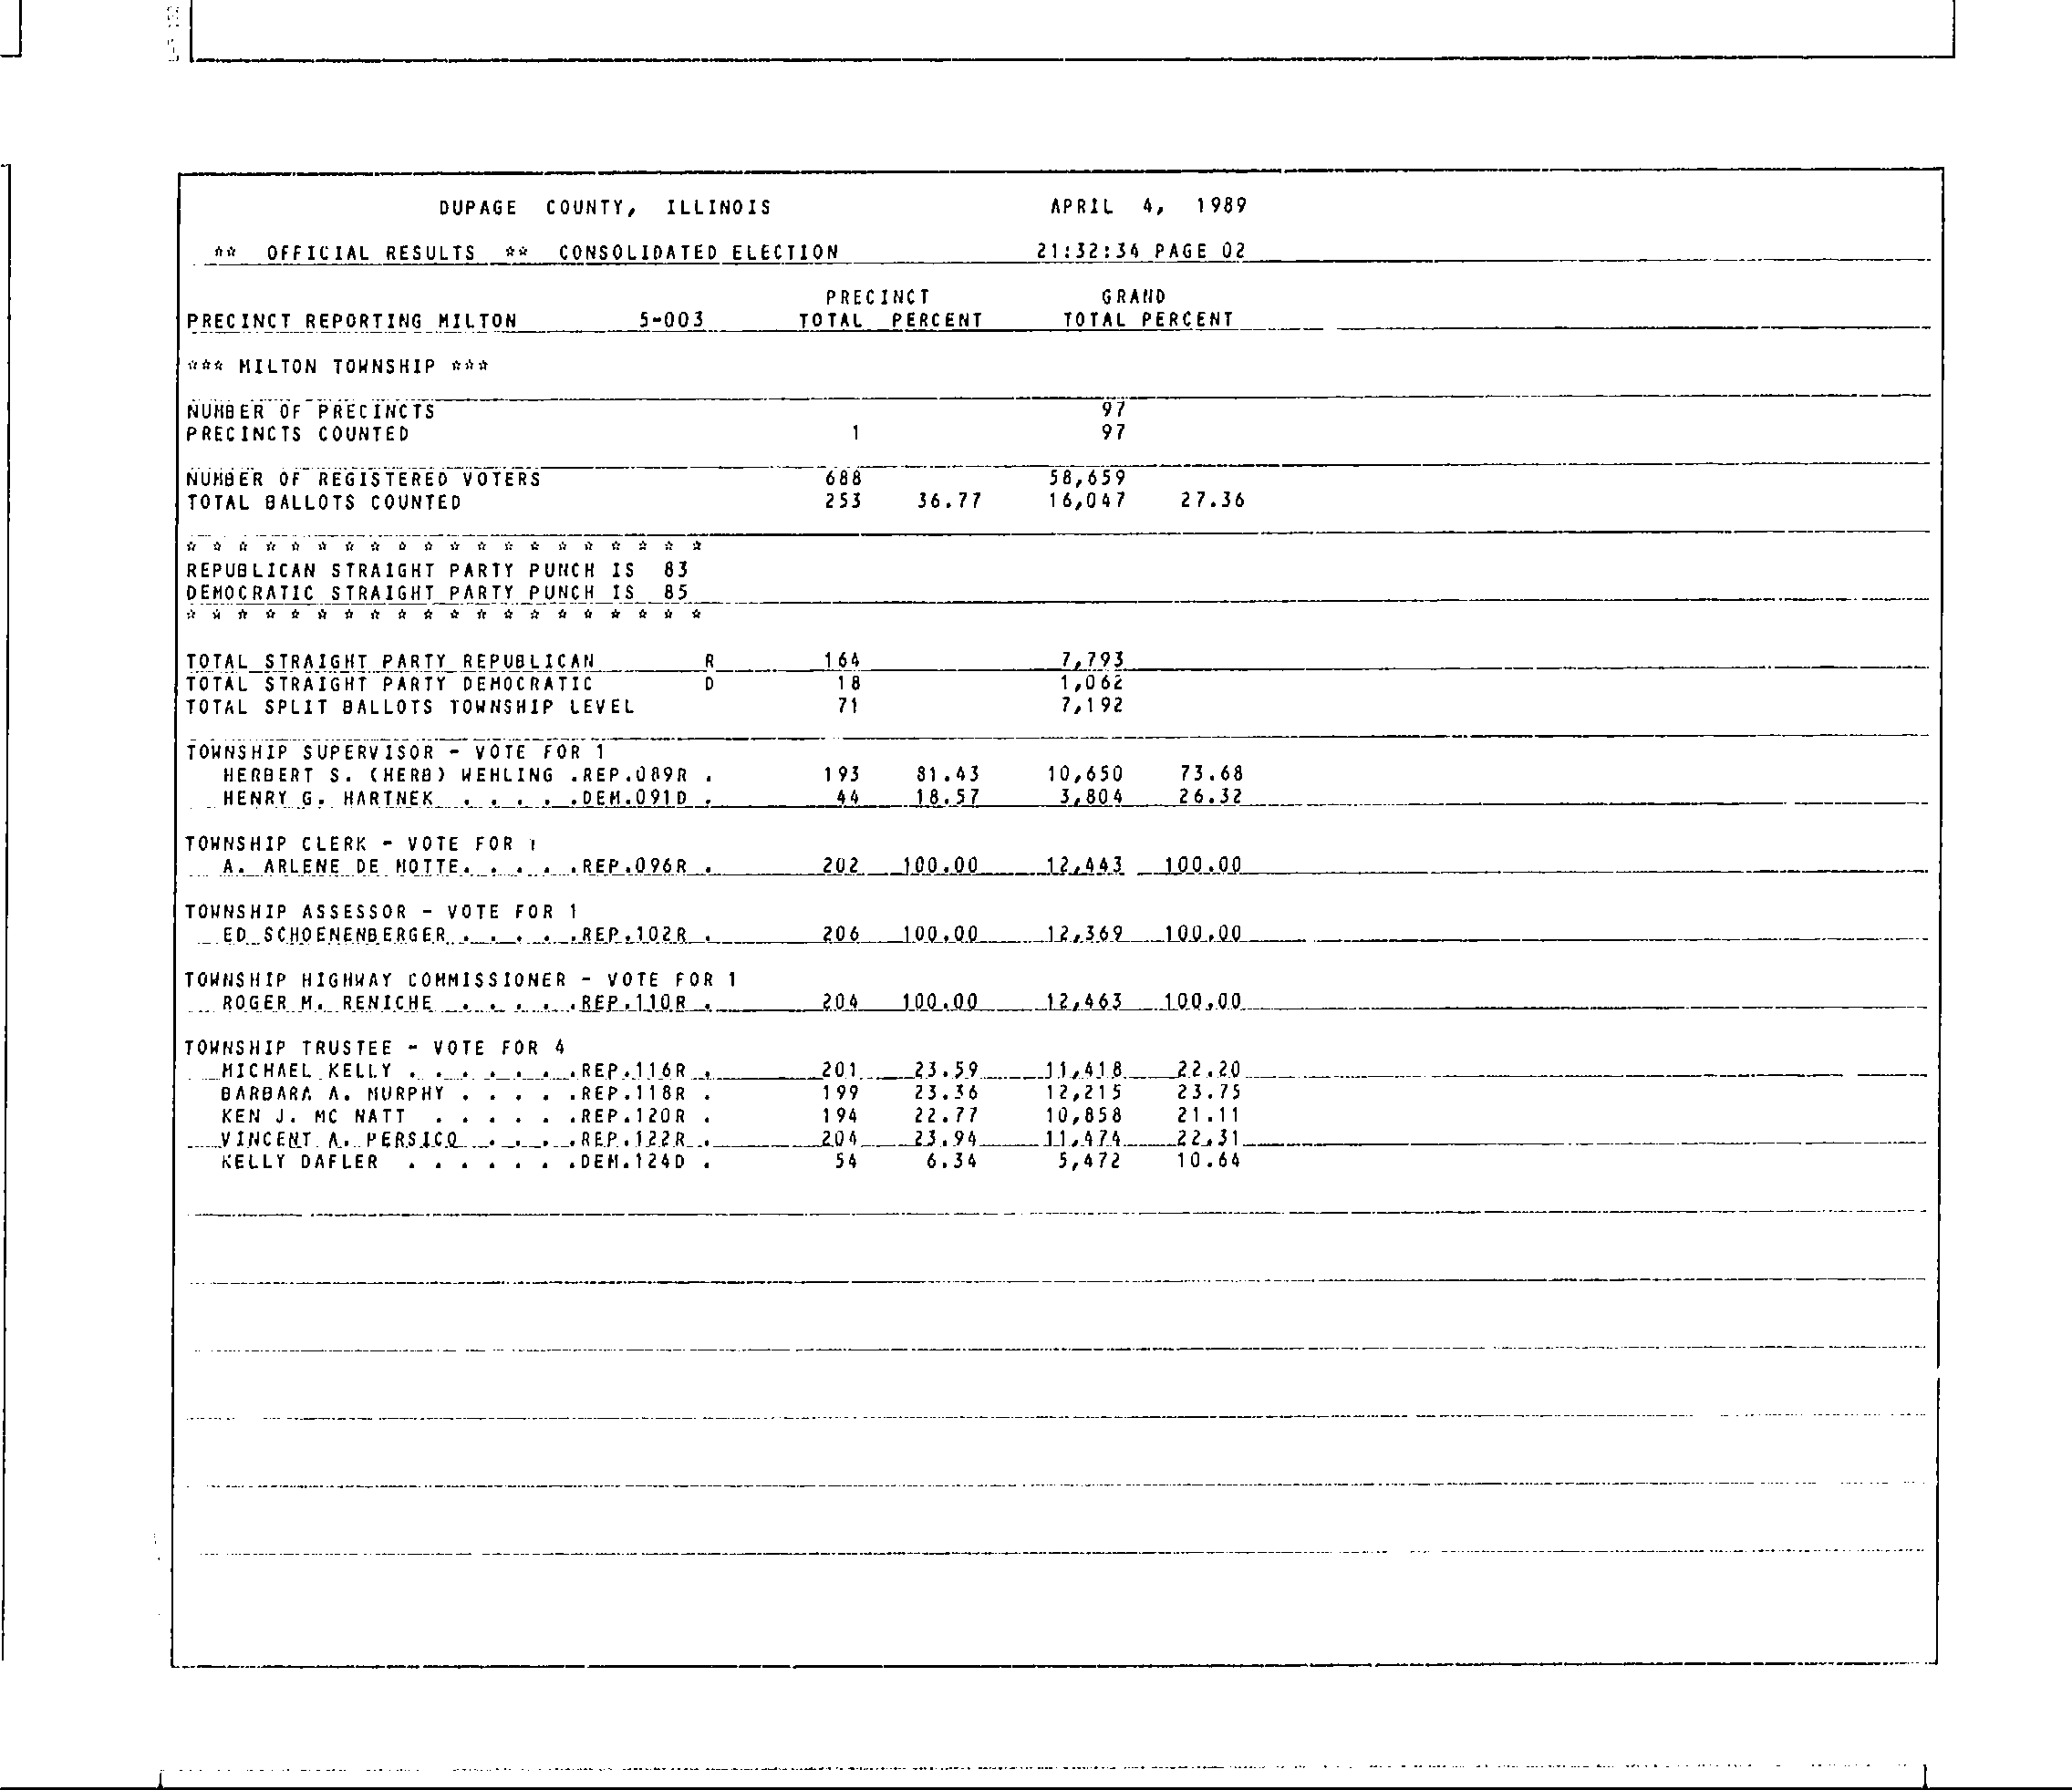 DUPAGE COUNTY, ILLINOIS APRIL 4, 1989
** OFFICIAL RESULTS ** CONSOLIDATED ELECTION 21:32:34 PAGE 02
PRECINCT GRAND
PRECINCT REPORTING MILTON 5-003 TOTAL PERCENT TOTAL PERCENT
*** MILTON TOWNSHIP ***
NUMBER OF PRECINCTS 97
PRECINCTS COUNTED 1 97
NUMBER OF REGISTERED VOTERS 688 58,659
TOTAL BALLOTS COUNTED 253 36.77 16,047 27.36
* * * * * * * * * * * * * * * * * * * *
REPUBLICAN STRAIGHT PARTY PUNCH IS 83
DEMOCRATIC STRAIGHT PARTY PUNCH IS 85
* * * * * * * * * * * * * * * * * * * *
TOTAL STRAIGHT PARTY REPUBLICAN R 164 7,793
TOTAL STRAIGHT PARTY DEMOCRATIC D 18 1,062
TOTAL SPLIT BALLOTS TOWNSHIP LEVEL 71 7,192
TOWNSHIP SUPERVISOR - VOTE FOR 1
HERBERT S. (HERB) WEHLING .REP.089R . 193 81.43 10,650 73.68
HENRY G. HARTNEK . . . . .DEM.091D . 44 18.57 3,804 26.32
TOWNSHIP CLERK - VOTE FOR 1
A. ARLENE DE MOTTE. . . . .REP.096R . 202 100.00 12,443 100.00
TOWNSHIP ASSESSOR - VOTE FOR 1
ED SCHOENENBERGER . . . . .REP.102R . 206 100.00 12,369 100.00
TOWNSHIP HIGHWAY COMMISSIONER - VOTE FOR 1
ROGER M. RENICHE . . . . .REP.110R . 204 100.00 12,463 100.00
TOWNSHIP TRUSTEE - VOTE FOR 4
MICHAEL KELLY . . . . . . .REP.116R . 201 23.59 11,418 22.20
BARBARA A. MURPHY . . . . .REP.118R . 199 23.36 12,215 23.75
KEN J. MC NATT . . . . . .REP.120R . 194 22.77 10,858 21.11
VINCENT A. PERSICO . . . .REP.122R . 204 23.94 11,474 22.31
KELLY DAFLER . . . . . . .DEM.124D . 54 6.34 5,472 10.64